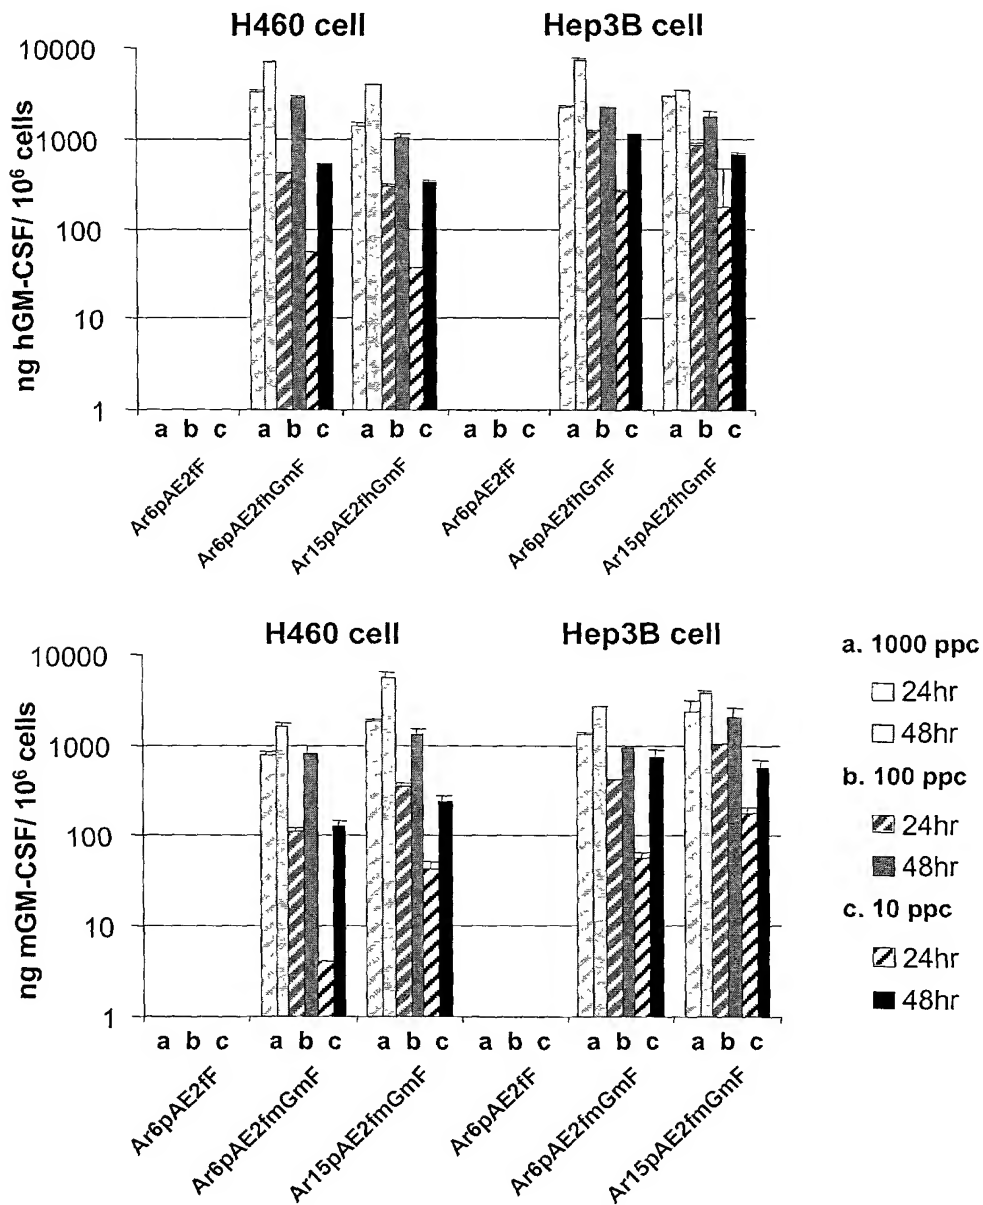 H460 cell Hep3B cell
ng hGM-CSF/ 10⁶ cells
10000
1000
100
10
1
a b c a b c a b c a b c a b c a b c
Ar6pAE2fF
Ar6pAE2fhGmF
Ar15pAE2fhGmF
Ar6pAE2fF
Ar6pAE2fhGmF
Ar15pAE2fhGmF
H460 cell Hep3B cell
ng mGM-CSF/ 10⁶ cells
10000
1000
100
10
1
a b c a b c a b c a b c a b c a b c
Ar6pAE2fF
Ar6pAE2fmGmF
Ar15pAE2fmGmF
Ar6pAE2fF
Ar6pAE2fmGmF
Ar15pAE2fmGmF
a. 1000 ppc
24hr
48hr
b. 100 ppc
24hr
48hr
c. 10 ppc
24hr
48hr